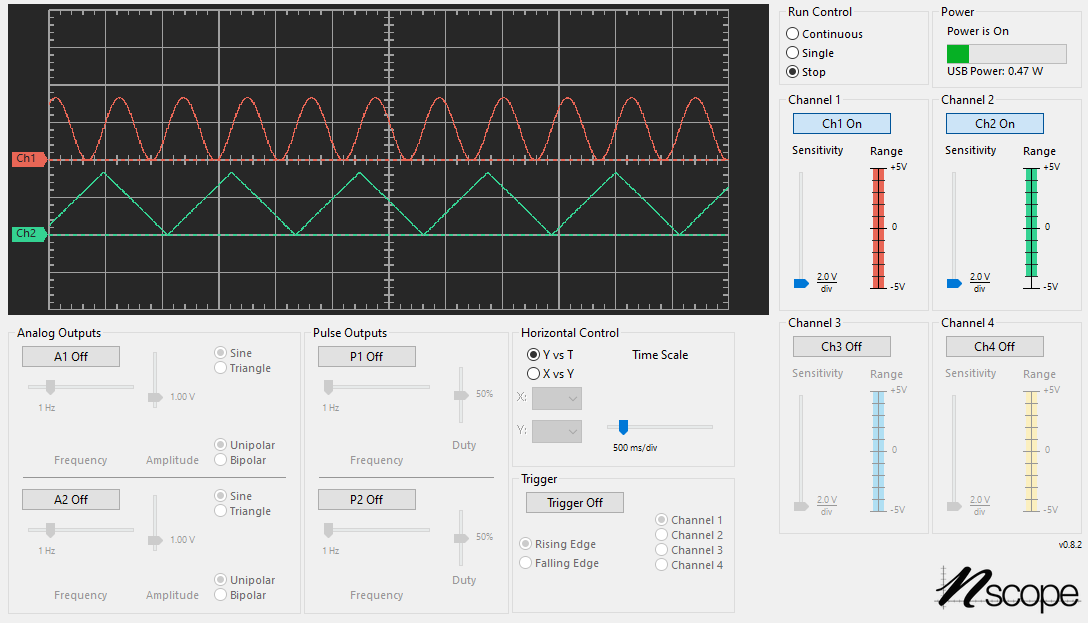 Ch1
Ch2
Run Control
Continuous
Single
Stop
Power
Power is On
USB Power: 0.47 W
Channel 1
Ch1 On
Sensitivity
Range
+5V
0
-5V
2.0 V
div
Channel 2
Ch2 On
Sensitivity
Range
+5V
0
-5V
2.0 V
div
Analog Outputs
A1 Off
1 Hz
Frequency
1.00 V
Amplitude
Sine
Triangle
Unipolar
Bipolar
A2 Off
1 Hz
Frequency
1.00 V
Amplitude
Sine
Triangle
Unipolar
Bipolar
Pulse Outputs
P1 Off
1 Hz
Frequency
50%
Duty
P2 Off
1 Hz
Frequency
50%
Duty
Horizontal Control
Y vs T
X vs Y
X:
Y:
Time Scale
500 ms/div
Trigger
Trigger Off
Rising Edge
Falling Edge
Channel 1
Channel 2
Channel 3
Channel 4
Channel 3
Ch3 Off
Sensitivity
Range
+5V
0
-5V
2.0 V
div
Channel 4
Ch4 Off
Sensitivity
Range
+5V
0
-5V
2.0 V
div
v0.8.2
nscope